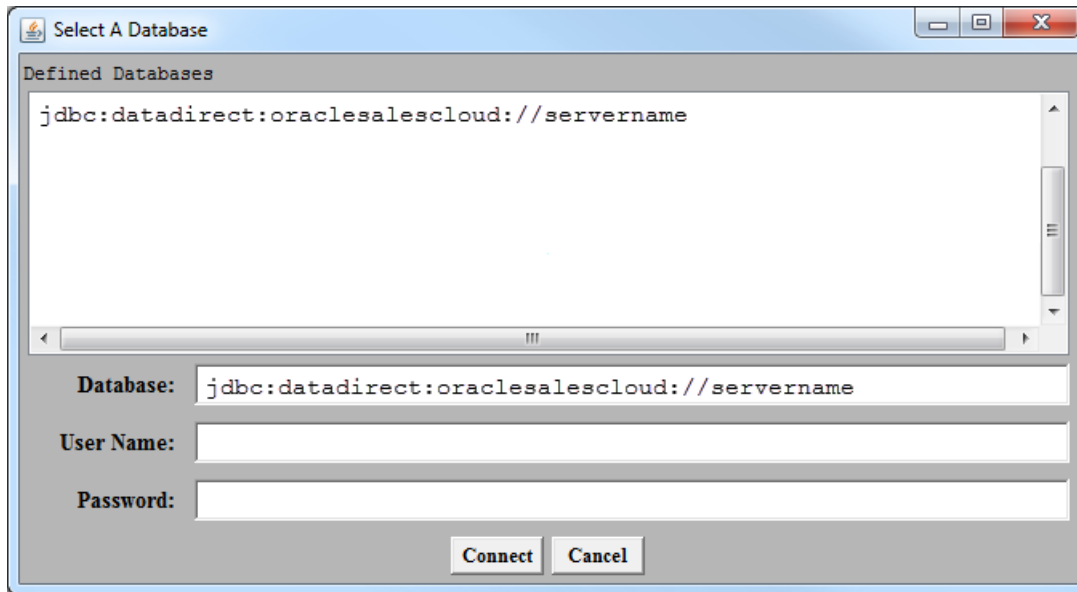 Select A Database
Defined Databases
jdbc:datadirect:oraclesalescloud://servername
Database: jdbc:datadirect:oraclesalescloud://servername
User Name:
Password:
Connect Cancel